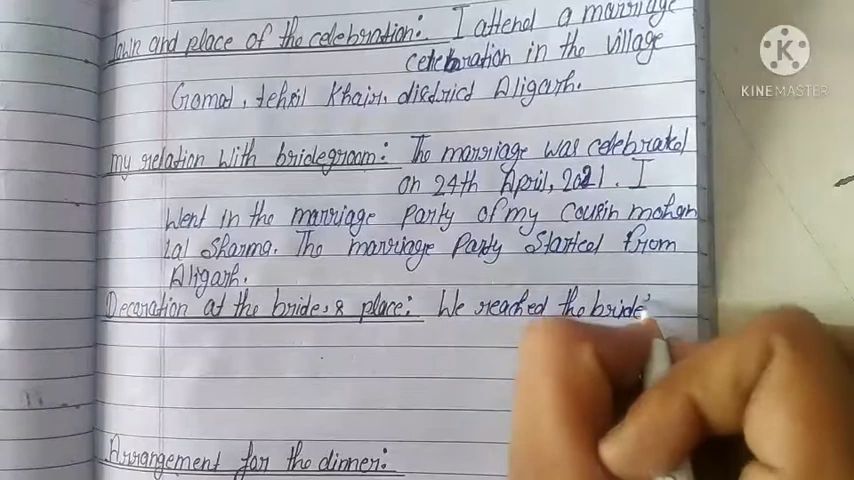 Town and place of the celebration: I attend a marriage
celebration in the village
Gomat, tehsil Khair, district Aligarh.
My relation with bridegroom: The marriage was celebrated
on 24th April, 2021. I
Went in the marriage party of my cousin mohan
Lal Sharma. The marriage Party Started from
Aligarh.
Decoration at the bride,s place: We reached the bride'
Arrangement for the dinner:
KINEMASTER